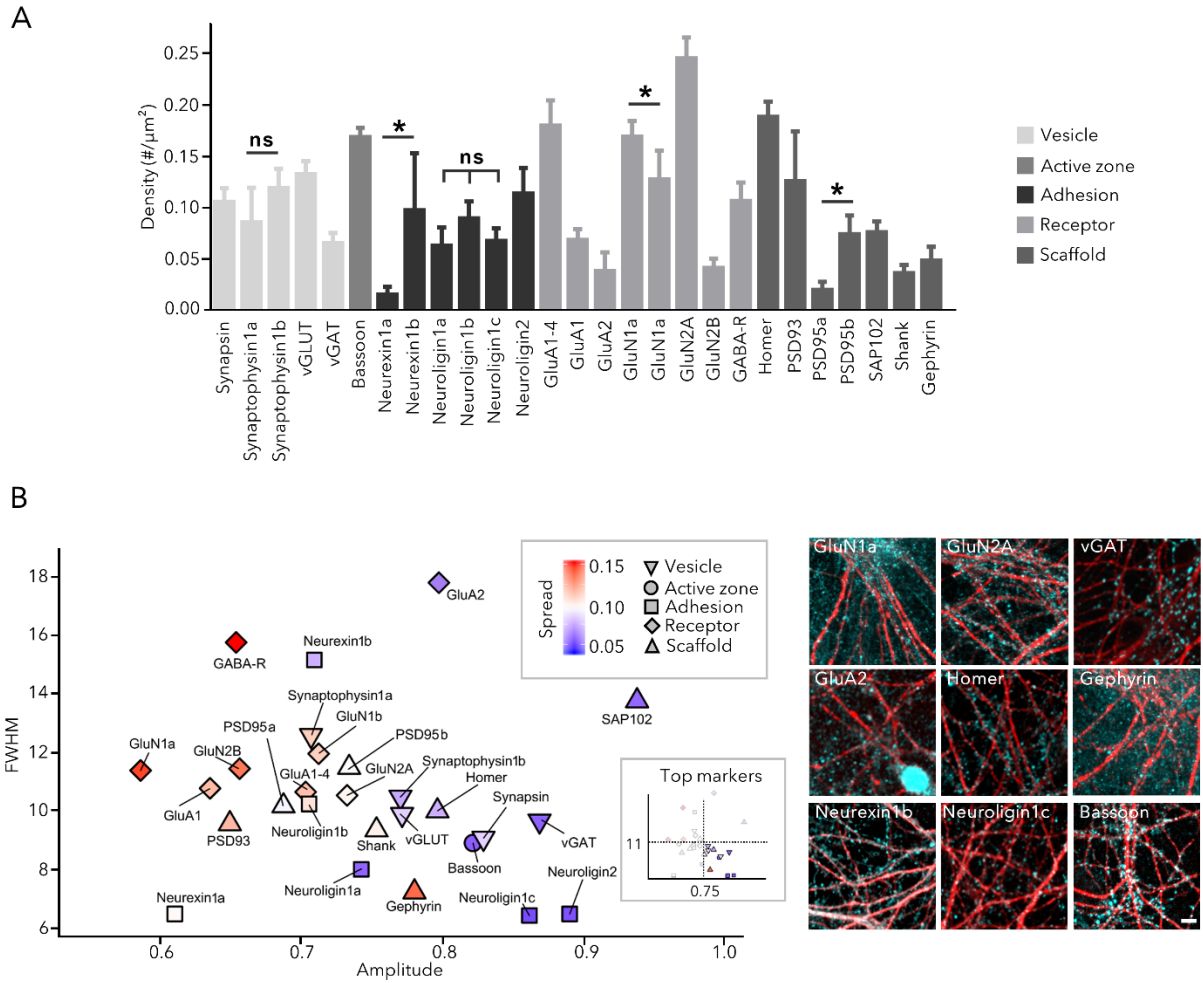 A
Density (#/µm²)
0.25
0.20
0.15
0.10
0.05
0.00
ns
*
ns
*
*
Vesicle
Active zone
Adhesion
Receptor
Scaffold
Synapsin
Synaptophysin1a
Synaptophysin1b
vGLUT
vGAT
Bassoon
Neurexin1a
Neurexin1b
Neuroligin1a
Neuroligin1b
Neuroligin1c
Neuroligin2
GluA1-4
GluA1
GluA2
GluN1a
GluN1a
GluN2A
GluN2B
GABA-R
Homer
PSD93
PSD95a
PSD95b
SAP102
Shank
Gephyrin
B
FWHM
18
16
14
12
10
8
6
0.6
0.7
0.8
0.9
1.0
Amplitude
Spread
0.15
0.10
0.05
Vesicle
Active zone
Adhesion
Receptor
Scaffold
GluA2
GABA-R
Neurexin1b
SAP102
Synaptophysin1a
GluN1b
PSD95a
PSD95b
GluN1a
GluN2B
GluA1-4
GluN2A
Synaptophysin1b
Homer
Synapsin
GluA1
PSD93
Neuroligin1b
Shank
vGLUT
Bassoon
vGAT
Neuroligin1a
Neurexin1a
Gephyrin
Neuroligin1c
Neuroligin2
Top markers
11
0.75
GluN1a
GluN2A
vGAT
GluA2
Homer
Gephyrin
Neurexin1b
Neuroligin1c
Bassoon